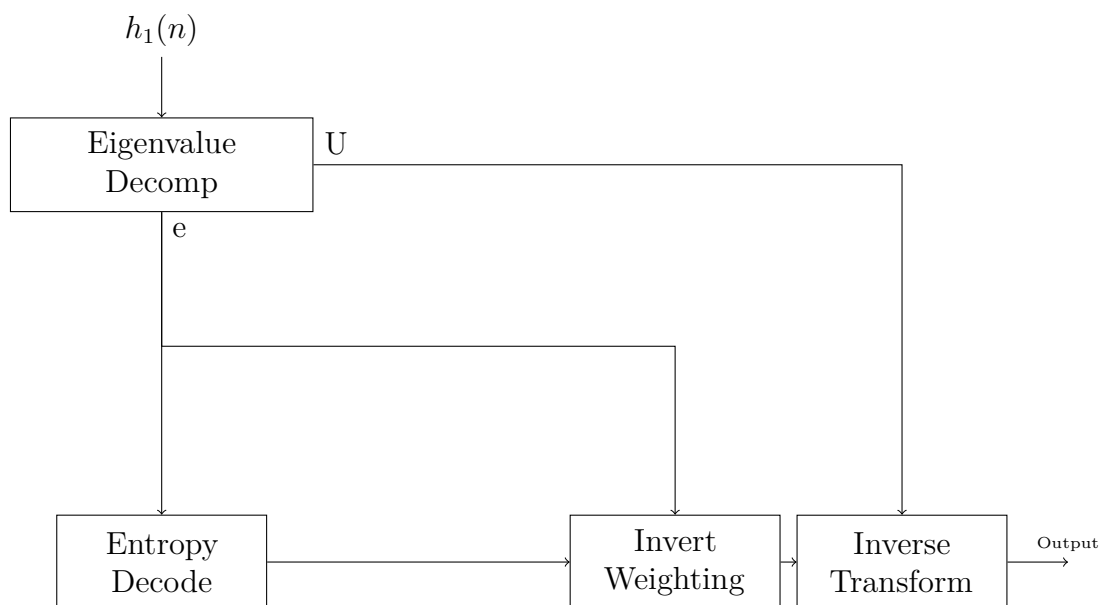 h₁(n)
Eigenvalue
Decomp
U
e
Entropy
Decode
Invert
Weighting
Inverse
Transform
Output